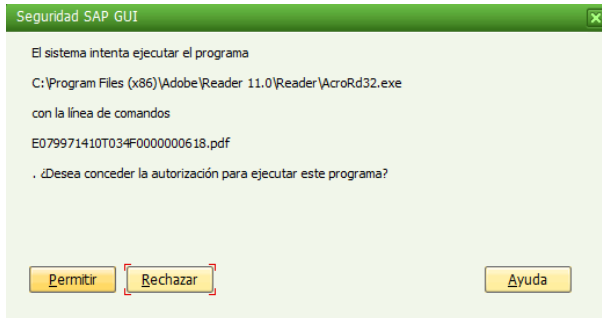 Seguridad SAP GUI
El sistema intenta ejecutar el programa
C:\Program Files (x86)\Adobe\Reader 11.0\Reader\AcroRd32.exe
con la línea de comandos
E079971410T034F0000000618.pdf
. ¿Desea conceder la autorización para ejecutar este programa?
Permitir Rechazar Ayuda